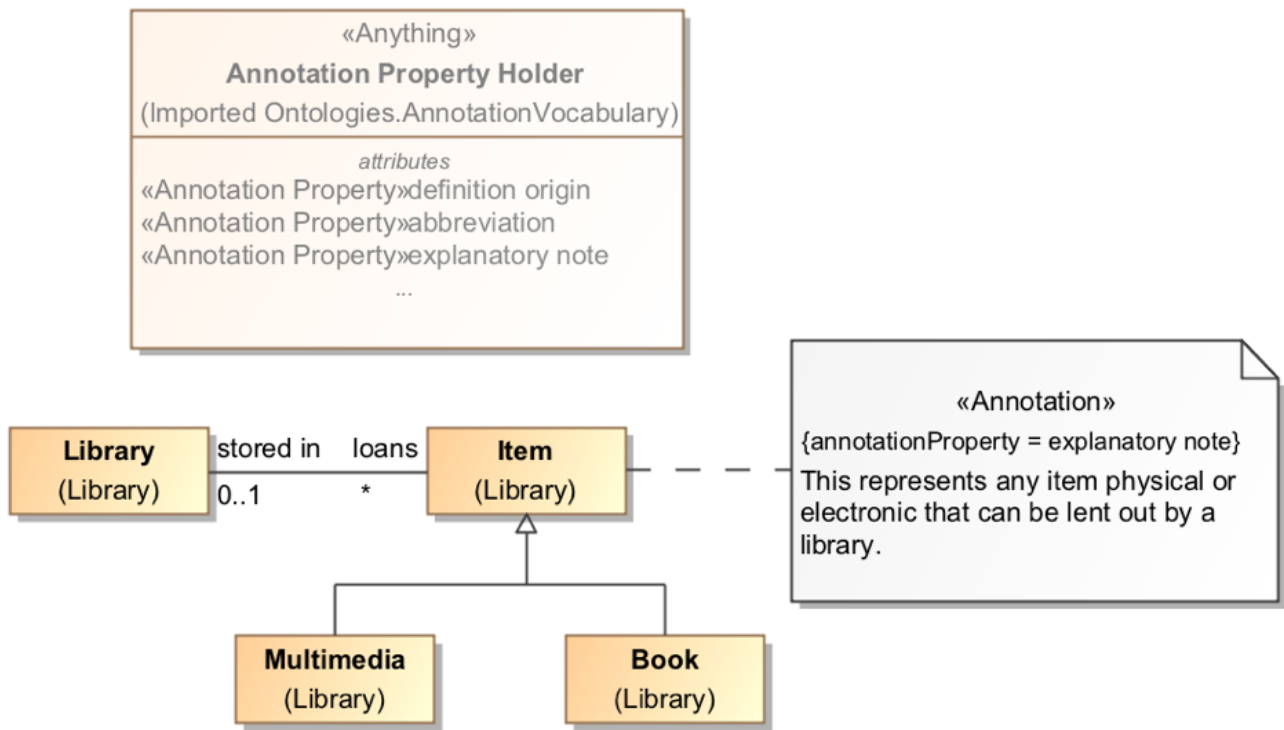 «Anything»
Annotation Property Holder
(Imported Ontologies.AnnotationVocabulary)
attributes
«Annotation Property»definition origin
«Annotation Property»abbreviation
«Annotation Property»explanatory note
...
«Annotation»
{annotationProperty = explanatory note}
This represents any item physical or
electronic that can be lent out by a
library.
Library
(Library)
stored in
0..1
loans
*
Item
(Library)
Multimedia
(Library)
Book
(Library)